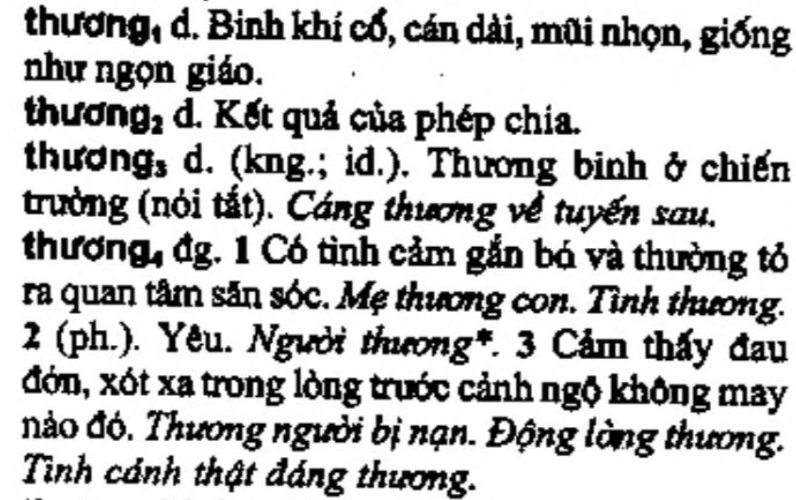 thương₁ d. Binh khí cổ, cán dài, mũi nhọn, giống
như ngọn giáo.
thương₂ d. Kết quả của phép chia.
thương₃ d. (kng.; id.). Thương binh ở chiến
trường (nói tắt). Cáng thương về tuyến sau.
thương₄ đg. 1 Có tình cảm gắn bó và thường tỏ
ra quan tâm săn sóc. Mẹ thương con. Tình thương.
2 (ph.). Yêu. Người thương*. 3 Cảm thấy đau
đớn, xót xa trong lòng trước cảnh ngộ không may
nào đó. Thương người bị nạn. Động lòng thương.
Tình cảnh thật đáng thương.